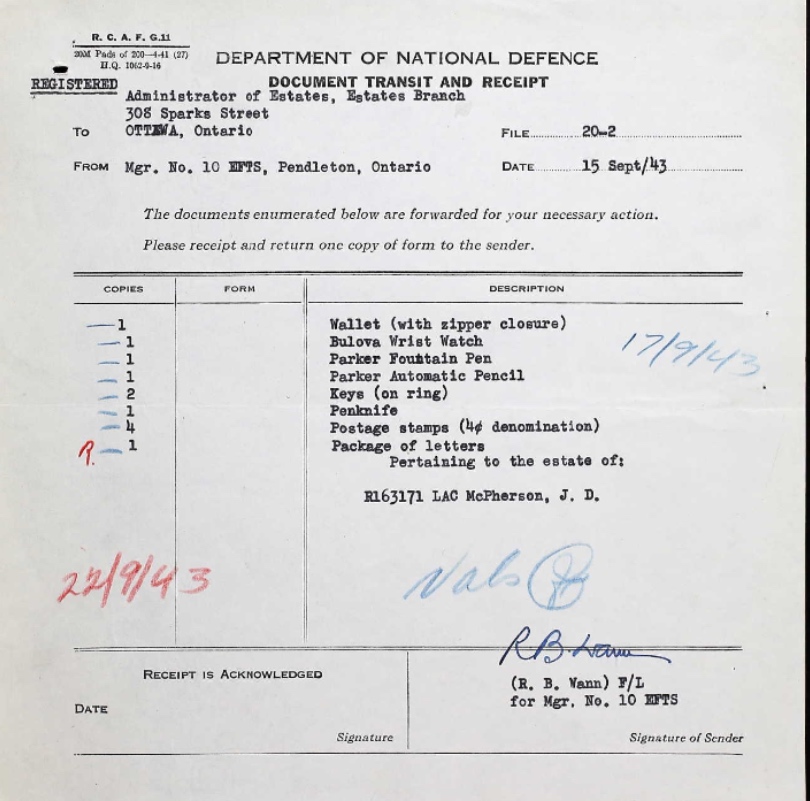 R. C. A. F. G.11
20M Pads of 200—4-41 (27)
H.Q. 1062-9-16
DEPARTMENT OF NATIONAL DEFENCE
REGISTERED
DOCUMENT TRANSIT AND RECEIPT
Administrator of Estates, Estates Branch
308 Sparks Street
TO OTTAWA, Ontario
FILE 20-2
FROM Mgr. No. 10 EFTS, Pendleton, Ontario
DATE 15 Sept/43
The documents enumerated below are forwarded for your necessary action.
Please receipt and return one copy of form to the sender.
COPIES FORM DESCRIPTION
—1 Wallet (with zipper closure)
—1 Bulova Wrist Watch
17/9/43
—1 Parker Fountain Pen
—1 Parker Automatic Pencil
—2 Keys (on ring)
—1 Penknife
—4 Postage stamps (4¢ denomination)
R. —1 Package of letters
Pertaining to the estate of:
R163171 LAC McPherson, J. D.
22/9/43
Vals
R B Wann
RECEIPT IS ACKNOWLEDGED
(R. B. Wann) F/L
for Mgr. No. 10 EFTS
DATE
Signature
Signature of Sender